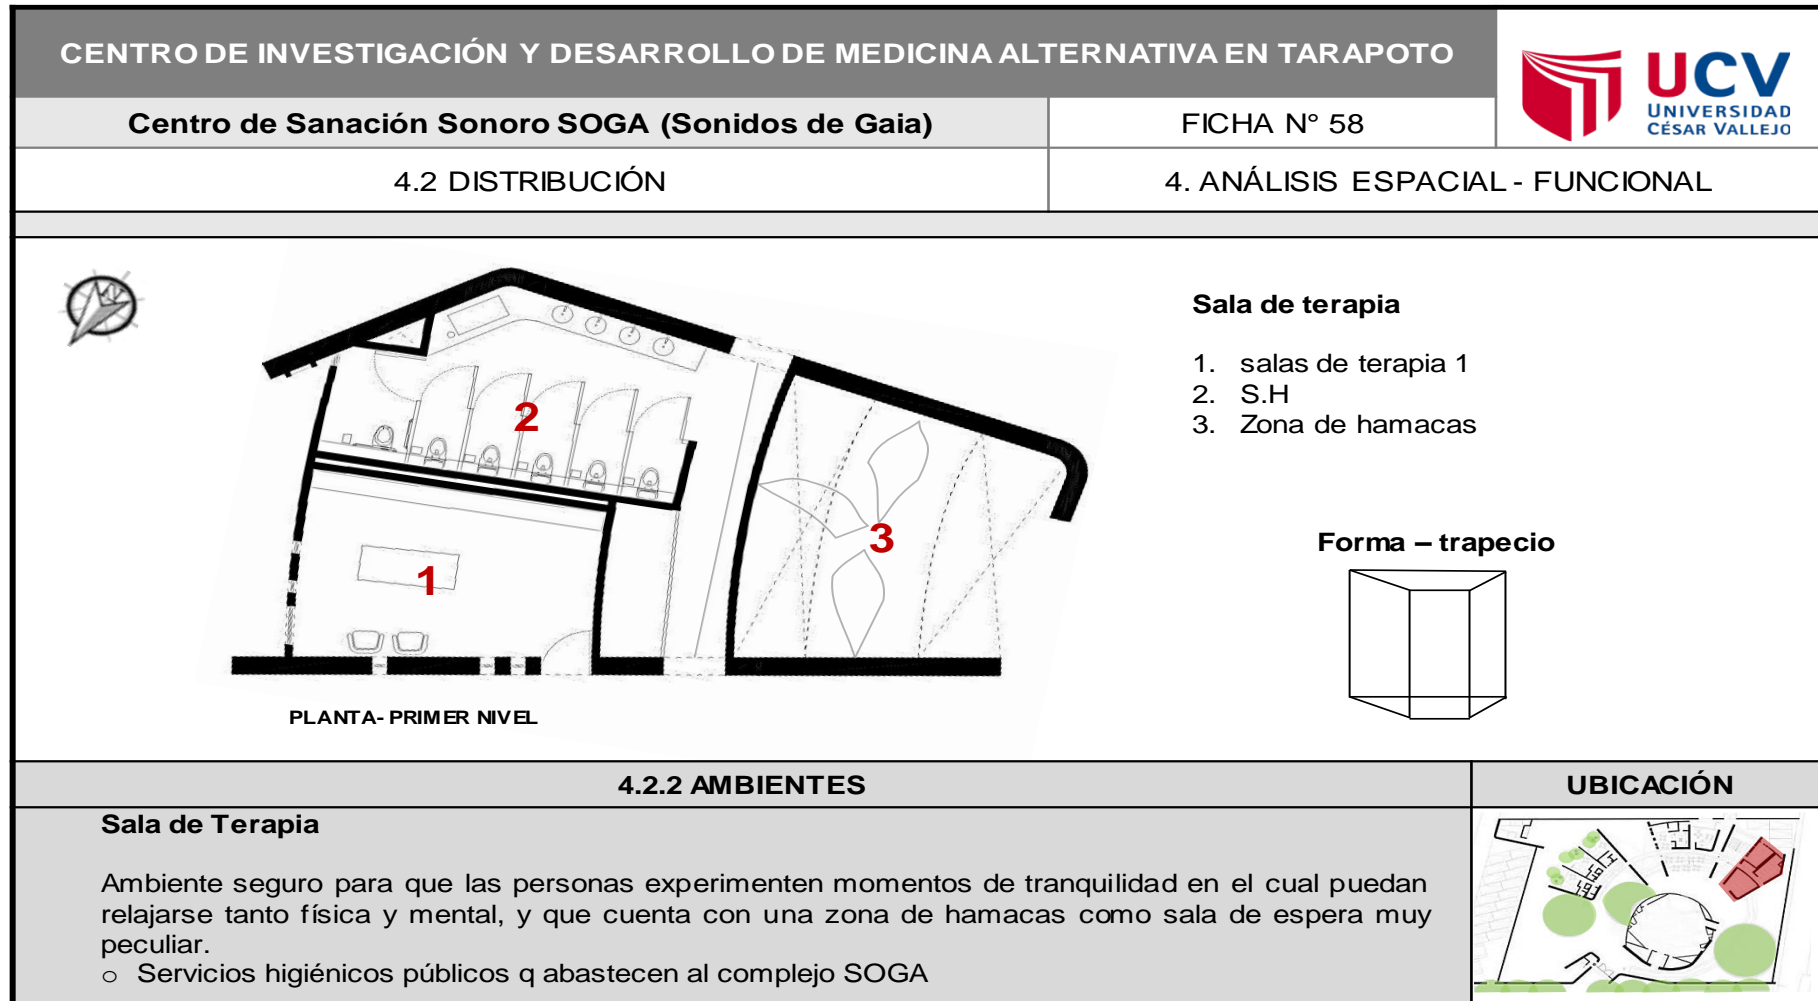 CENTRO DE INVESTIGACIÓN Y DESARROLLO DE MEDICINA ALTERNATIVA EN TARAPOTO
UCV
UNIVERSIDAD
CÉSAR VALLEJO
Centro de Sanación Sonoro SOGA (Sonidos de Gaia)
FICHA N° 58
4.2 DISTRIBUCIÓN
4. ANÁLISIS ESPACIAL - FUNCIONAL
Sala de terapia
1. salas de terapia 1
2. S.H
3. Zona de hamacas
2
3
1
Forma – trapecio
PLANTA- PRIMER NIVEL
4.2.2 AMBIENTES
UBICACIÓN
Sala de Terapia
Ambiente seguro para que las personas experimenten momentos de tranquilidad en el cual puedan
relajarse tanto física y mental, y que cuenta con una zona de hamacas como sala de espera muy
peculiar.
o Servicios higiénicos públicos q abastecen al complejo SOGA